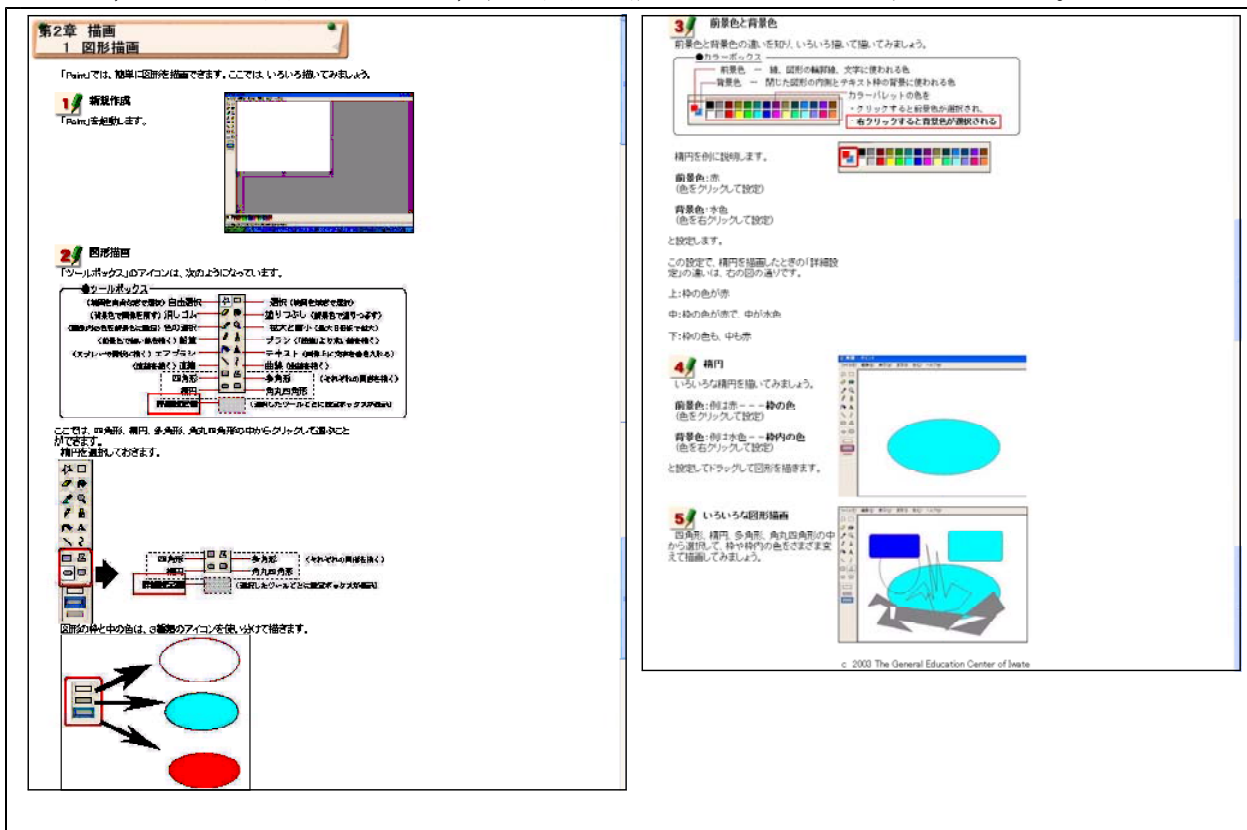 第2章 描画
1 図形描画
「Paint」では、簡単に図形を描画できます。ここでは、いろいろ描いてみましょう。
1 新規作成
「Paint」を起動します。
2 図形描画
「ツールボックス」のアイコンは、次のようになっています。
●ツールボックス
自由選択
選択
消しゴム
塗りつぶし
色の選択
拡大と縮小
鉛筆
ブラシ
エアブラシ
テキスト
直線
曲線
四角形
多角形 (それぞれの図形を描く)
楕円
角丸四角形
ここでは、四角形、楕円、多角形、角丸四角形の中からクリックして選ぶこと
ができます。
楕円を選択しておきます。
四角形
多角形 (それぞれの図形を描く)
楕円
角丸四角形
図形の枠と中の色は、3種類のアイコンを使い分けて描きます。
3 前景色と背景色
前景色と背景色の違いを知り、いろいろ描いて描いてみましょう。
●カラーボックス
前景色 － 線、図形の輪郭線、文字に使われる色
背景色 － 閉じた図形の内側とテキスト枠の背景に使われる色
カラーパレットの色を
・クリックすると前景色が選択され、
・右クリックすると背景色が選択される
楕円を例に説明します。
前景色:赤
(色をクリックして設定)
背景色:水色
(色を右クリックして設定)
と設定します。
この設定で、楕円を描画したときの「詳細設
定」の違いは、右の図の通りです。
上:枠の色が赤
中:枠の色が赤で、中が水色
下:枠の色も、中も赤
4 楕円
いろいろな楕円を描いてみましょう。
前景色:例は赤---枠の色
(色をクリックして設定)
背景色:例は水色--枠内の色
(色を右クリックして設定)
と設定してドラッグして図形を描きます。
5 いろいろな図形描画
四角形、楕円、多角形、角丸四角形の中
から選択して、枠や枠内の色をさまざま変
えて描画してみましょう。
c 2003 The General Education Center of Iwate